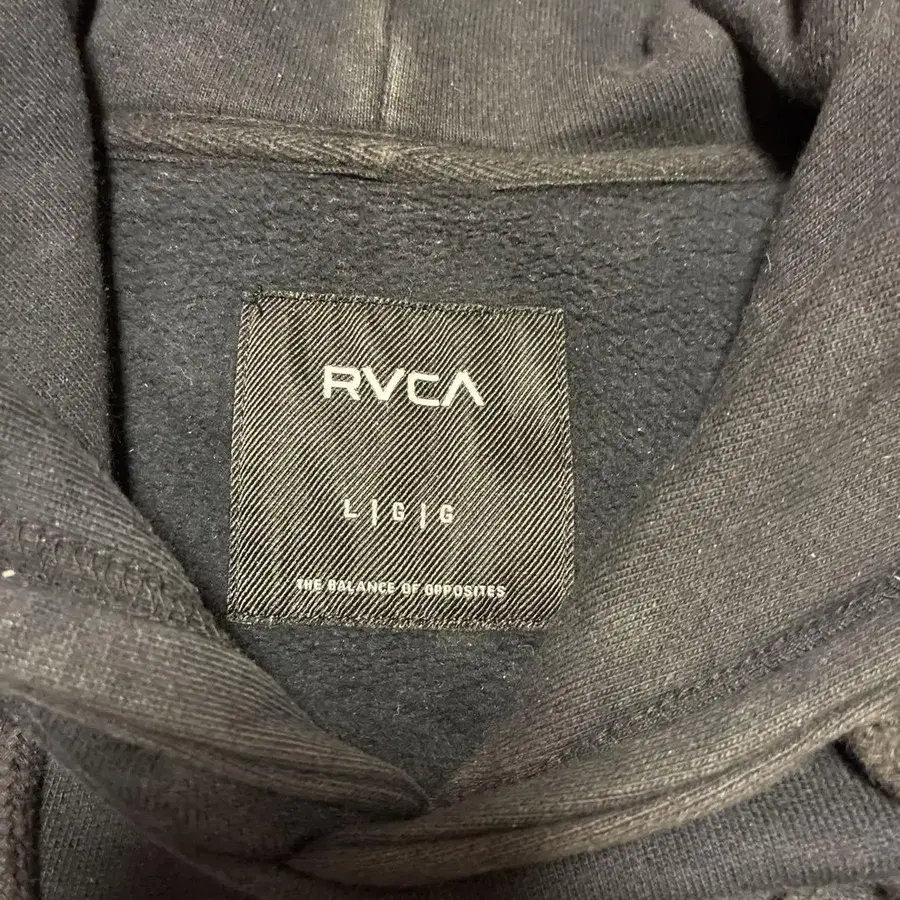 RVCA
L|G|G
THE BALANCE OF OPPOSITES